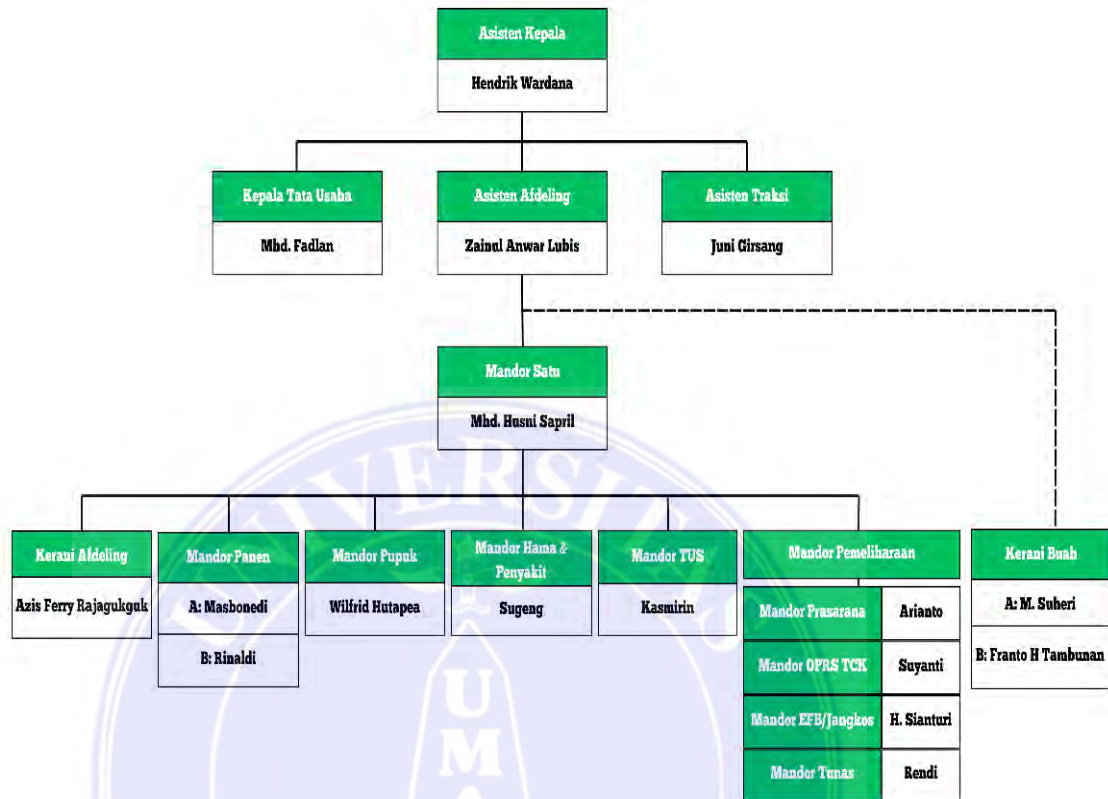 Asisten Kepala
Hendrik Wardana
Kepala Tata Usaha
Mhd. Fadlan
Asisten Afdeling
Zainul Anwar Lubis
Asisten Traksi
Juni Girsang
Mandor Satu
Mhd. Husni Sapril
Kerani Afdeling
Azis Ferry Rajagukguk
Mandor Panen
A: Masbonedi
B: Rinaldi
Mandor Pupuk
Wilfrid Hutapea
Mandor Hama &
Penyakit
Sugeng
Mandor TUS
Kasmirin
Mandor Pemeliharaan
Mandor Prasarana
Arianto
Mandor OPRS TCK
Suyanti
Mandor EFB/Jangkos
H. Sianturi
Mandor Tunas
Rendi
Kerani Buah
A: M. Suheri
B: Franto H Tambunan
UNIVERSITAS
UM